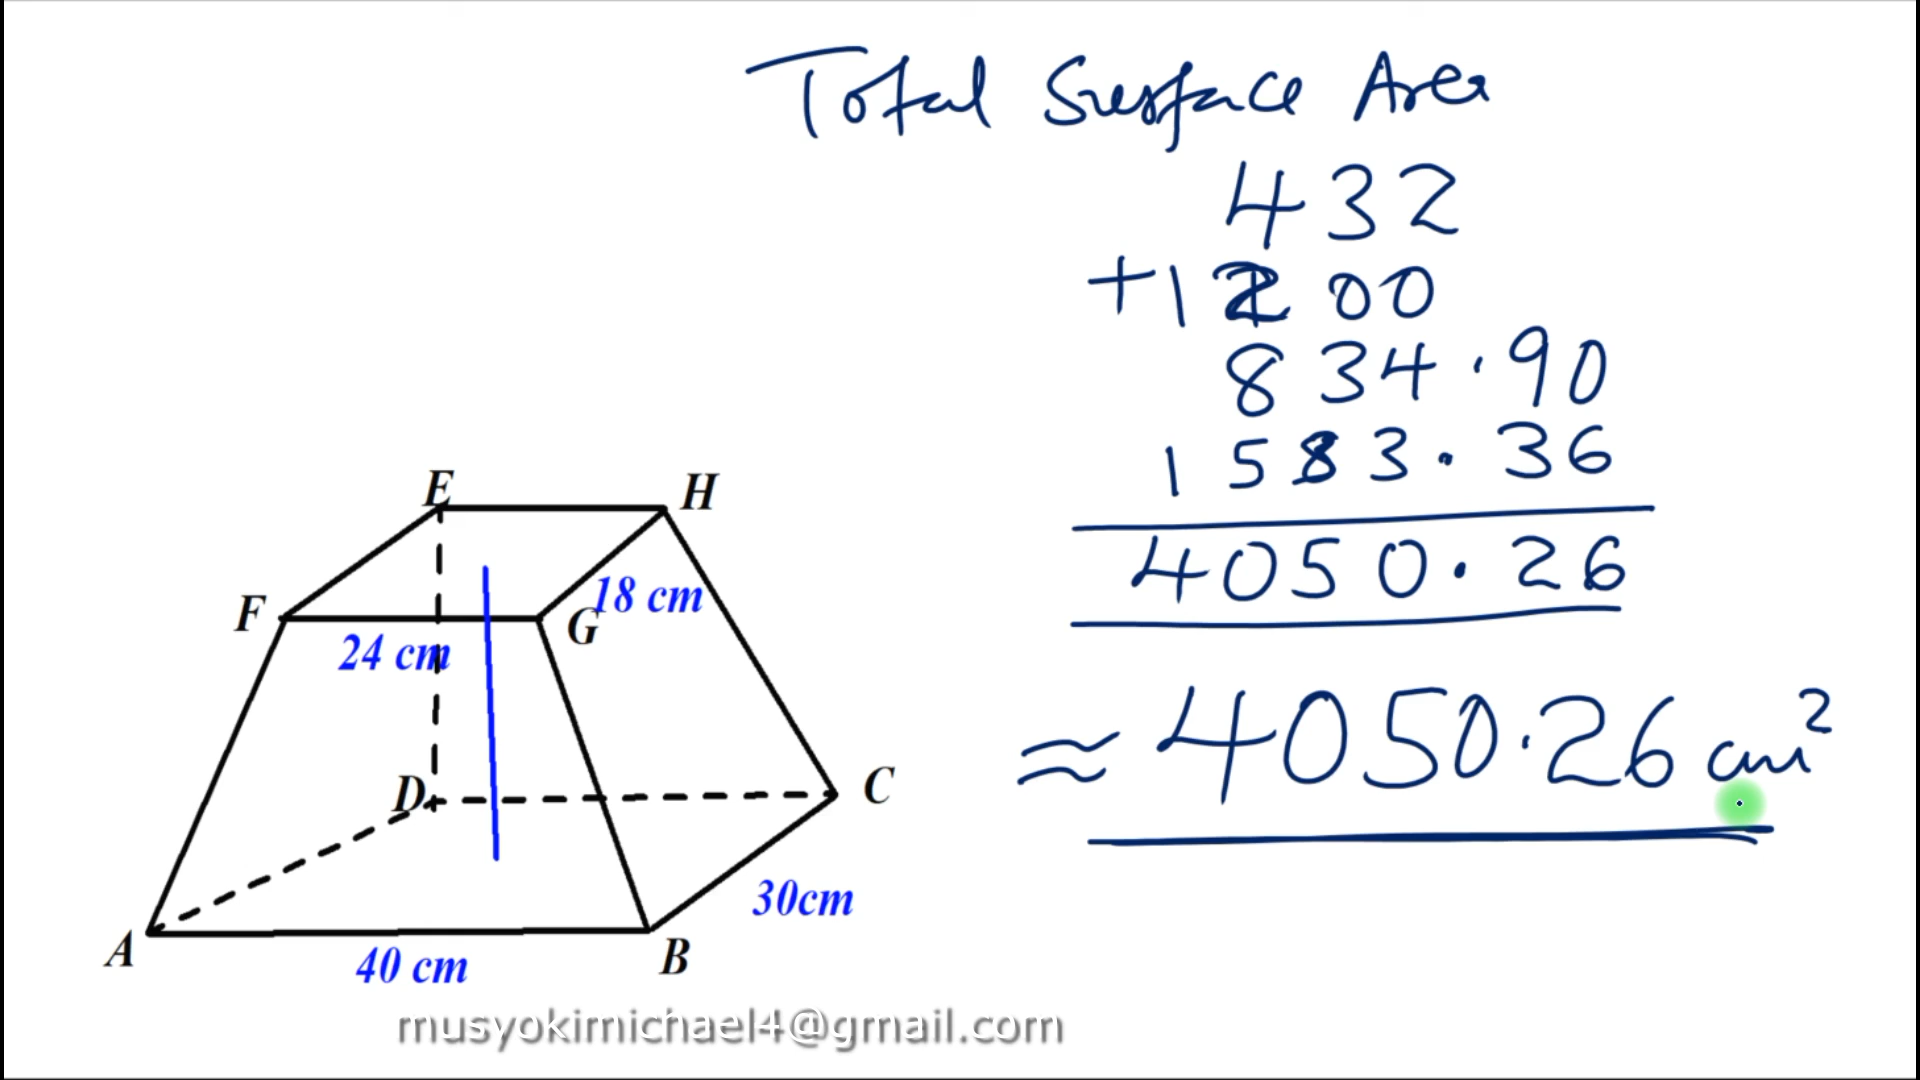 Total Surface Area
432
+1200
834.90
1583.36
4050.26
≈ 4050.26 cm²
E
H
F
G
18 cm
24 cm
D
C
30cm
A
B
40 cm
musyokimichael4@gmail.com